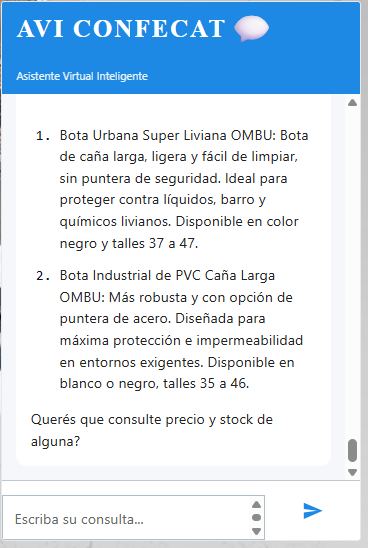 AVI CONFECAT
Asistente Virtual Inteligente
1. Bota Urbana Super Liviana OMBU: Bota
de caña larga, ligera y fácil de limpiar,
sin puntera de seguridad. Ideal para
proteger contra líquidos, barro y
químicos livianos. Disponible en color
negro y talles 37 a 47.
2. Bota Industrial de PVC Caña Larga
OMBU: Más robusta y con opción de
puntera de acero. Diseñada para
máxima protección e impermeabilidad
en entornos exigentes. Disponible en
blanco o negro, talles 35 a 46.
Querés que consulte precio y stock de
alguna?
Escriba su consulta...